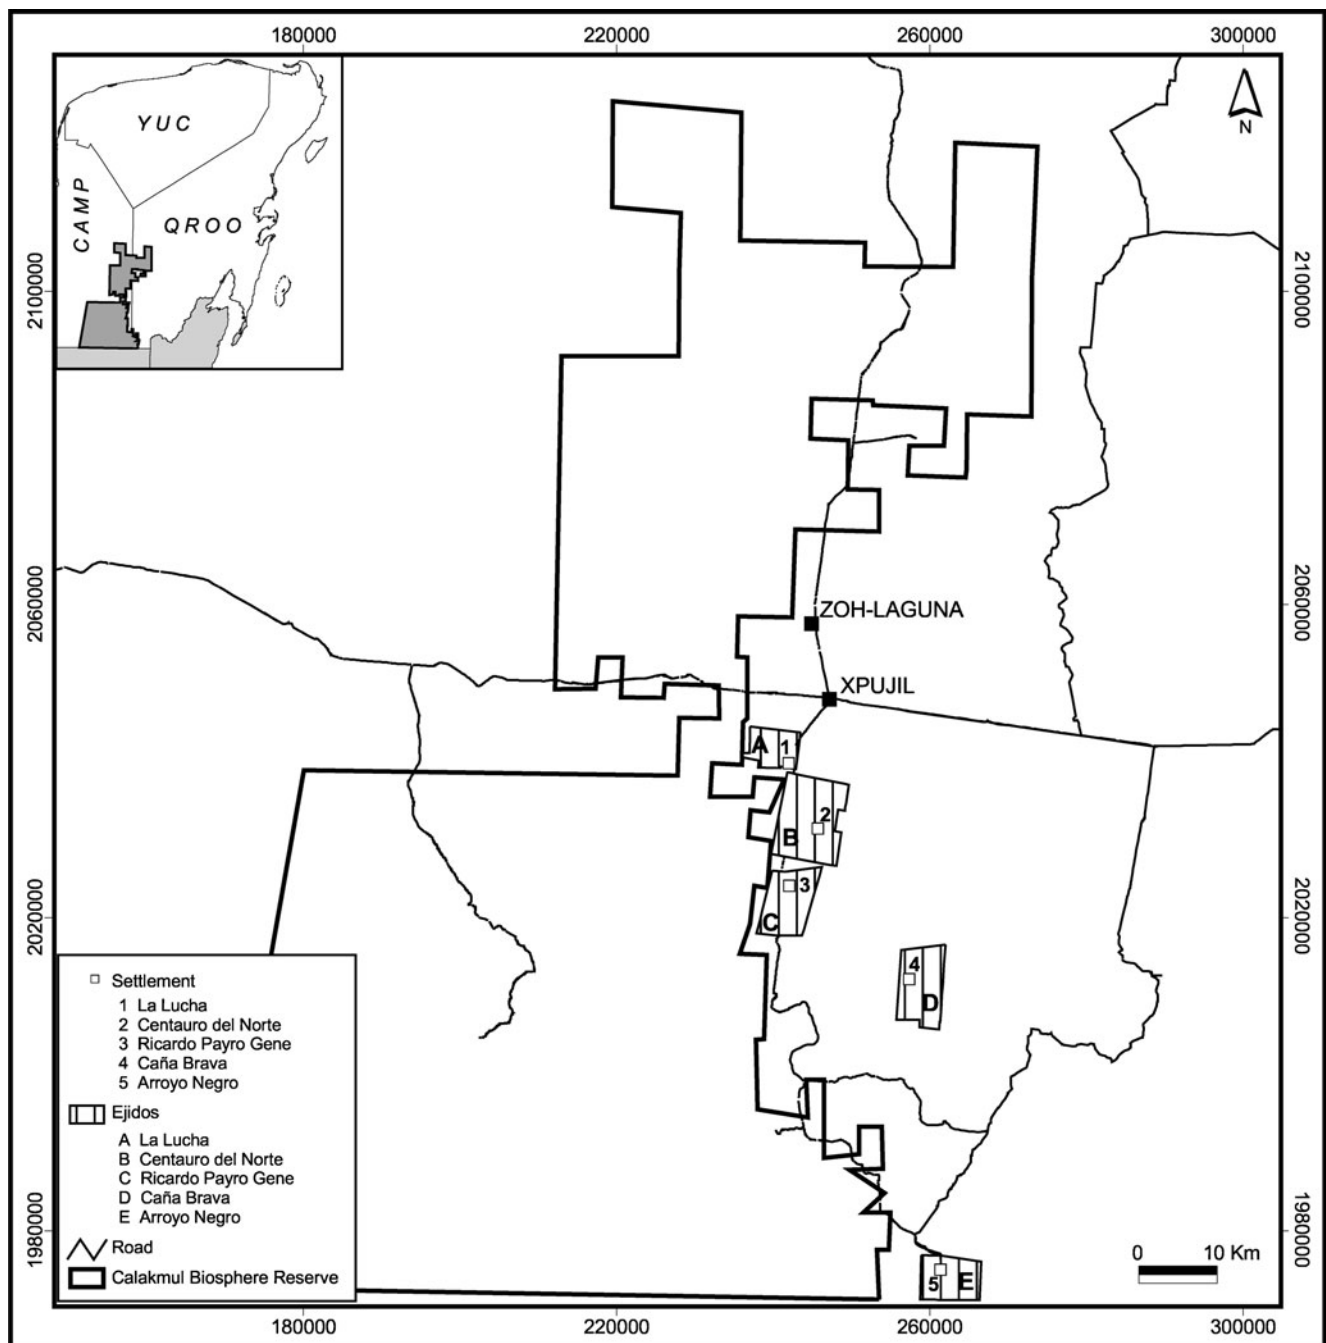 180000 220000 260000 300000
N
YUC
CAMP
QROO
2100000 2100000
2060000 2060000
ZOH-LAGUNA
XPUJIL
A 1
2
B
3
C
2020000 2020000
4
D
Settlement
1 La Lucha
2 Centauro del Norte
3 Ricardo Payro Gene
4 Caña Brava
5 Arroyo Negro
Ejidos
A La Lucha
B Centauro del Norte
C Ricardo Payro Gene
D Caña Brava
E Arroyo Negro
Road
Calakmul Biosphere Reserve
1980000 1980000
0 10 Km
5 E
180000 220000 260000 300000